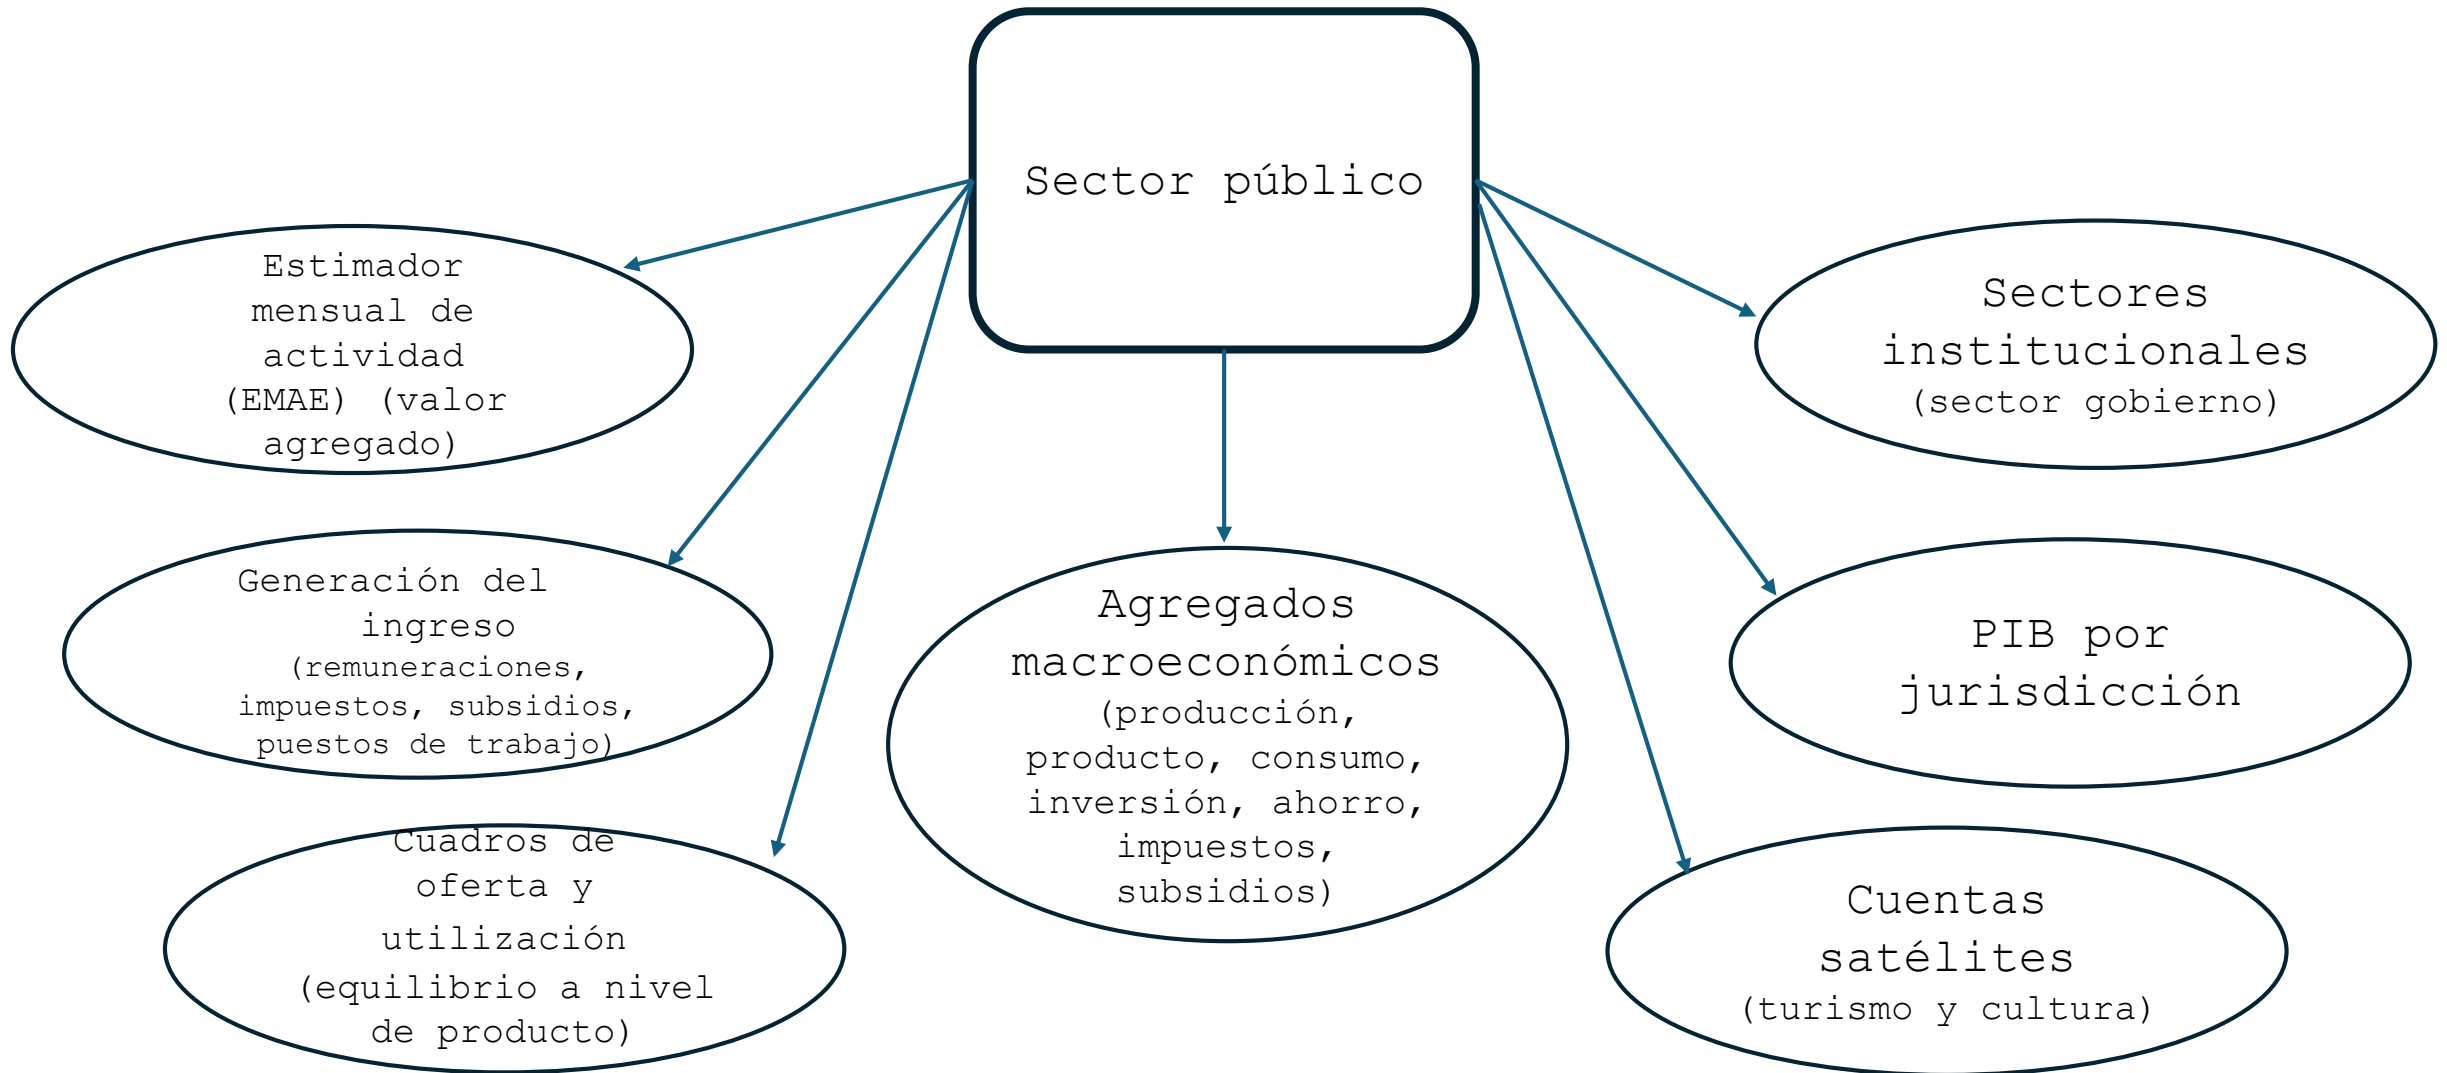 Sector público
Estimador
mensual de
actividad
(EMAE) (valor
agregado)
Generación del
ingreso
(remuneraciones,
impuestos, subsidios,
puestos de trabajo)
Cuadros de
oferta y
utilización
(equilibrio a nivel
de producto)
Agregados
macroeconómicos
(producción,
producto, consumo,
inversión, ahorro,
impuestos,
subsidios)
Sectores
institucionales
(sector gobierno)
PIB por
jurisdicción
Cuentas
satélites
(turismo y cultura)